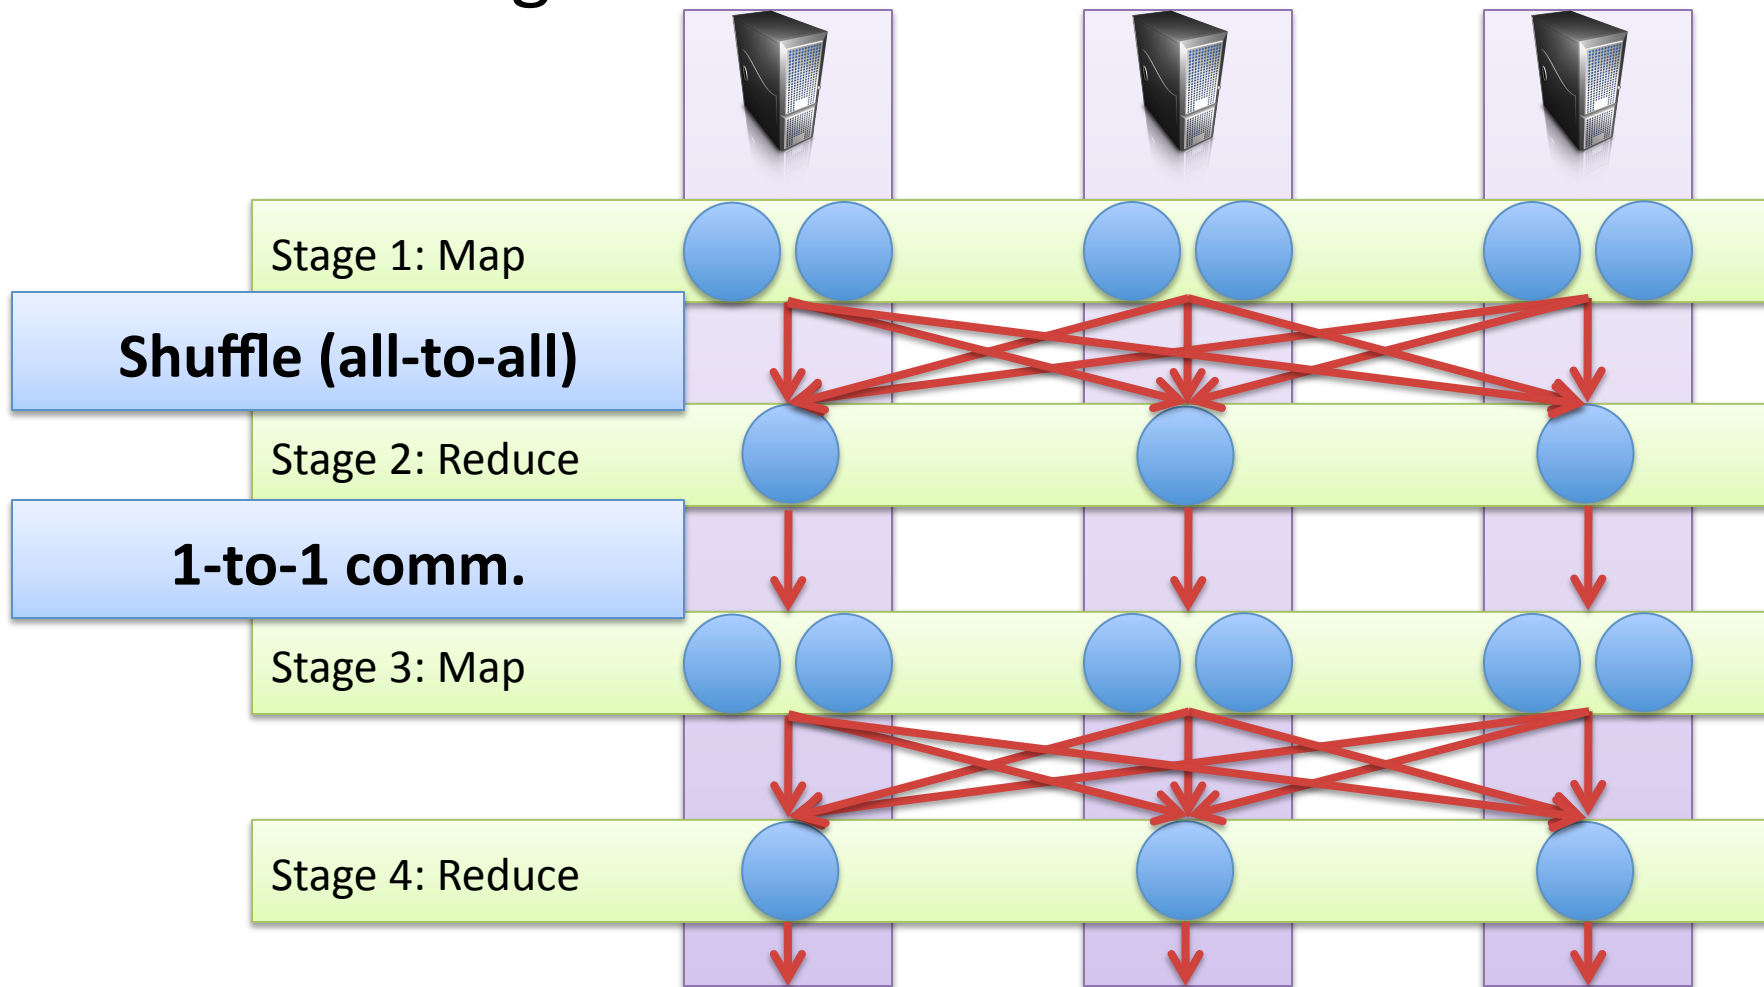 Stage 1: Map
Shuffle (all-to-all)
Stage 2: Reduce
1-to-1 comm.
Stage 3: Map
Stage 4: Reduce